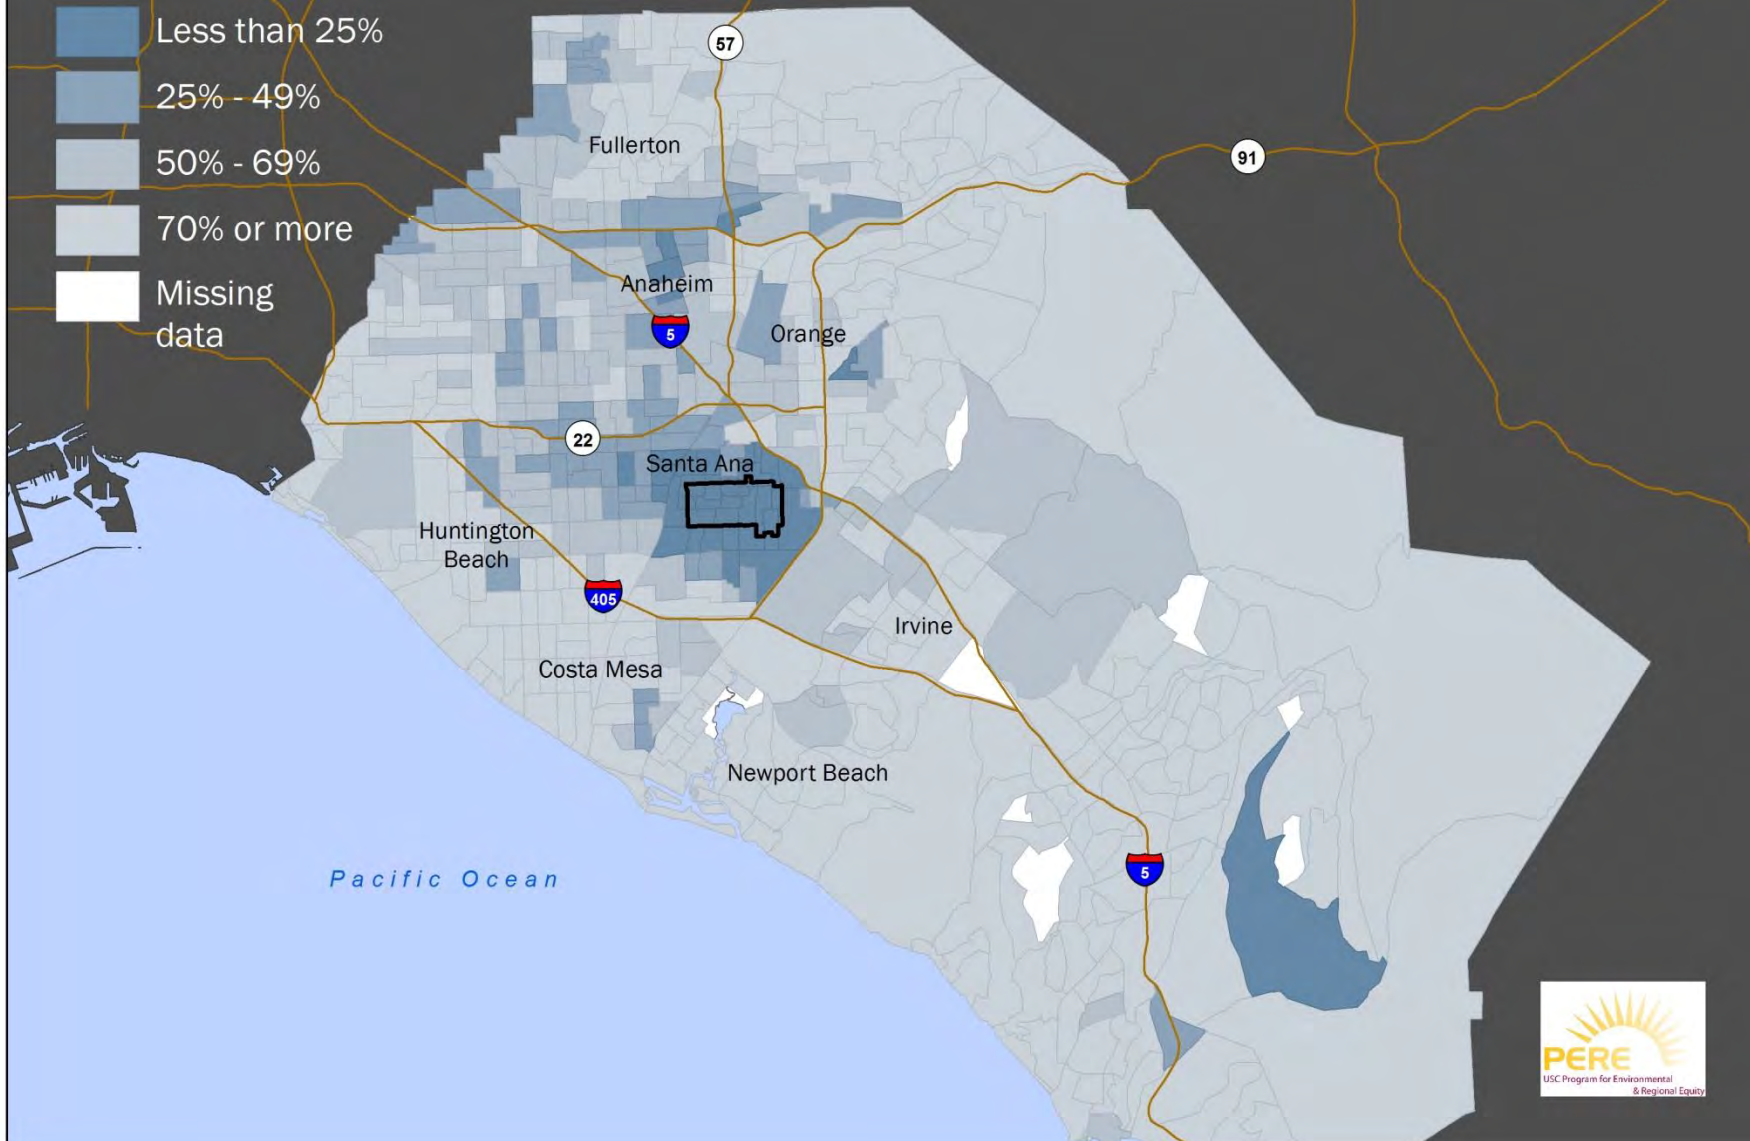 Less than 25%
25% - 49%
50% - 69%
70% or more
Missing
data
57
Fullerton
91
Anaheim
5
Orange
22
Santa Ana
Huntington
Beach
405
Irvine
Costa Mesa
Newport Beach
Pacific Ocean
5
PERE
USC Program for Environmental
& Regional Equity